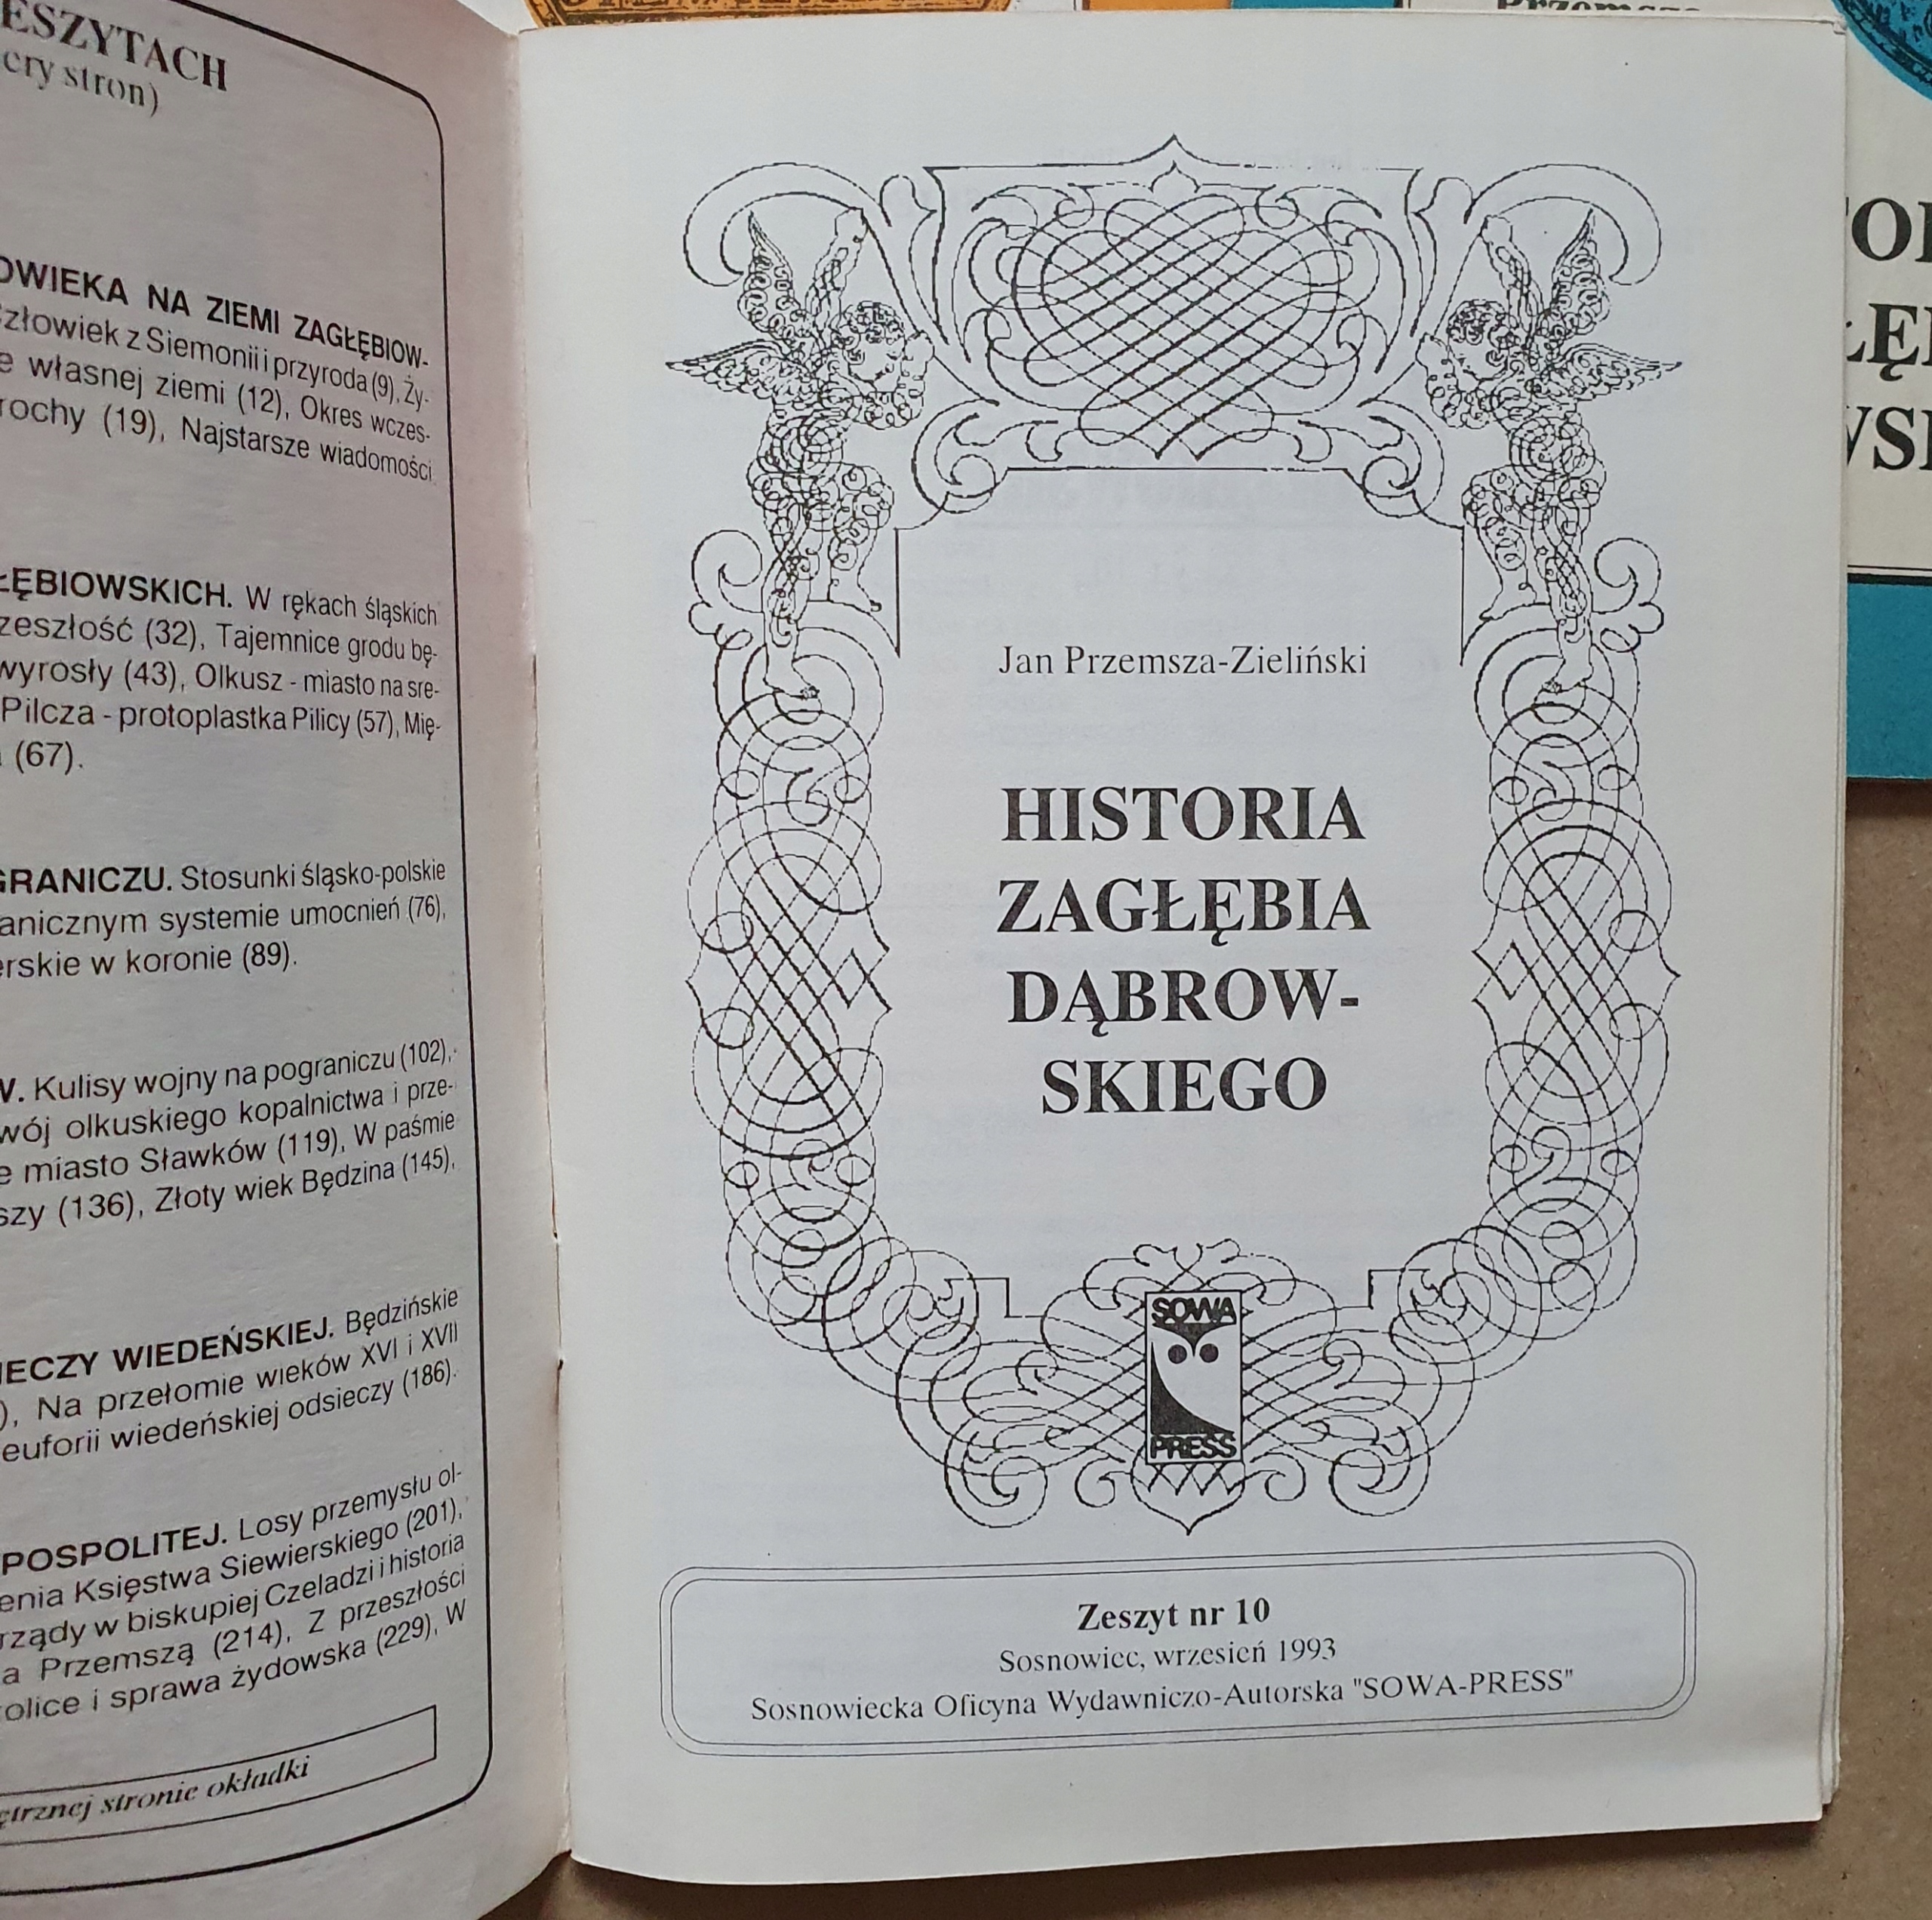 ESZYTACH
stron)
NA ZIEMI ZAGŁĘBIOW-
Człowiek z Siemonii i przyroda (9), Ży-
e własnej ziemi (12), Okres wczes-
(19), Najstarsze wiadomości
ŁĘBIOWSKICH. W rękach śląskich
(32), Tajemnice grodu bę-
wyrosły (43), Olkusz - miasto na sre-
Pilcza - protoplastka Pilicy (57), Mię-
(67).
GRANICZU. Stosunki śląsko-polskie
anicznym systemie umocnień (76),
erskie w koronie (89).
W. Kulisy wojny na pograniczu (102),
wój olkuskiego kopalnictwa i prze-
e miasto Sławków (119), W paśmie
szy (136), Złoty wiek Będzina (145),
IECZY WIEDEŃSKIEJ. Będzińskie
), Na przełomie wieków XVI i XVII
euforii wiedeńskiej odsieczy (186).
POSPOLITEJ. Losy przemysłu ol-
enia Księstwa Siewierskiego (201),
rządy w biskupiej Czeladzi i historia
a Przemszą (214), Z przeszłości
olice i sprawa żydowska (229), W
ętrznej stronie okładki
Jan Przemsza-Zieliński
HISTORIA
ZAGŁĘBIA
DĄBROW-
SKIEGO
SOWA
PRESS
Zeszyt nr 10
Sosnowiec, wrzesień 1993
Sosnowiecka Oficyna Wydawniczo-Autorska "SOWA-PRESS"